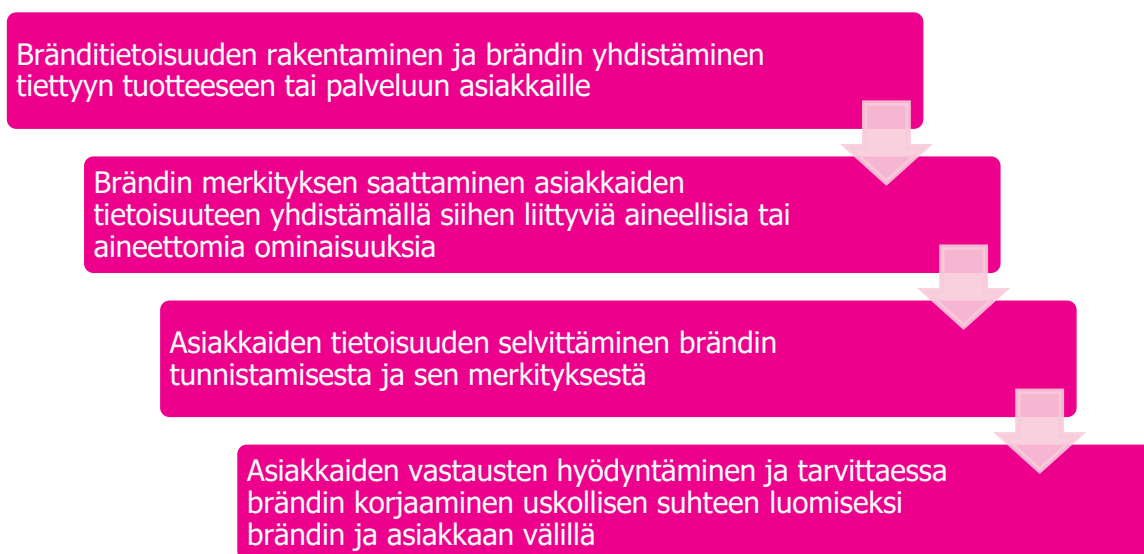 Bränditietoisuuden rakentaminen ja brändin yhdistäminen
tiettyyn tuotteeseen tai palveluun asiakkaille
Brändin merkityksen saattaminen asiakkaiden
tietoisuuteen yhdistämällä siihen liittyviä aineellisia tai
aineettomia ominaisuuksia
Asiakkaiden tietoisuuden selvittäminen brändin
tunnistamisesta ja sen merkityksestä
Asiakkaiden vastausten hyödyntäminen ja tarvittaessa
brändin korjaaminen uskollisen suhteen luomiseksi
brändin ja asiakkaan välillä